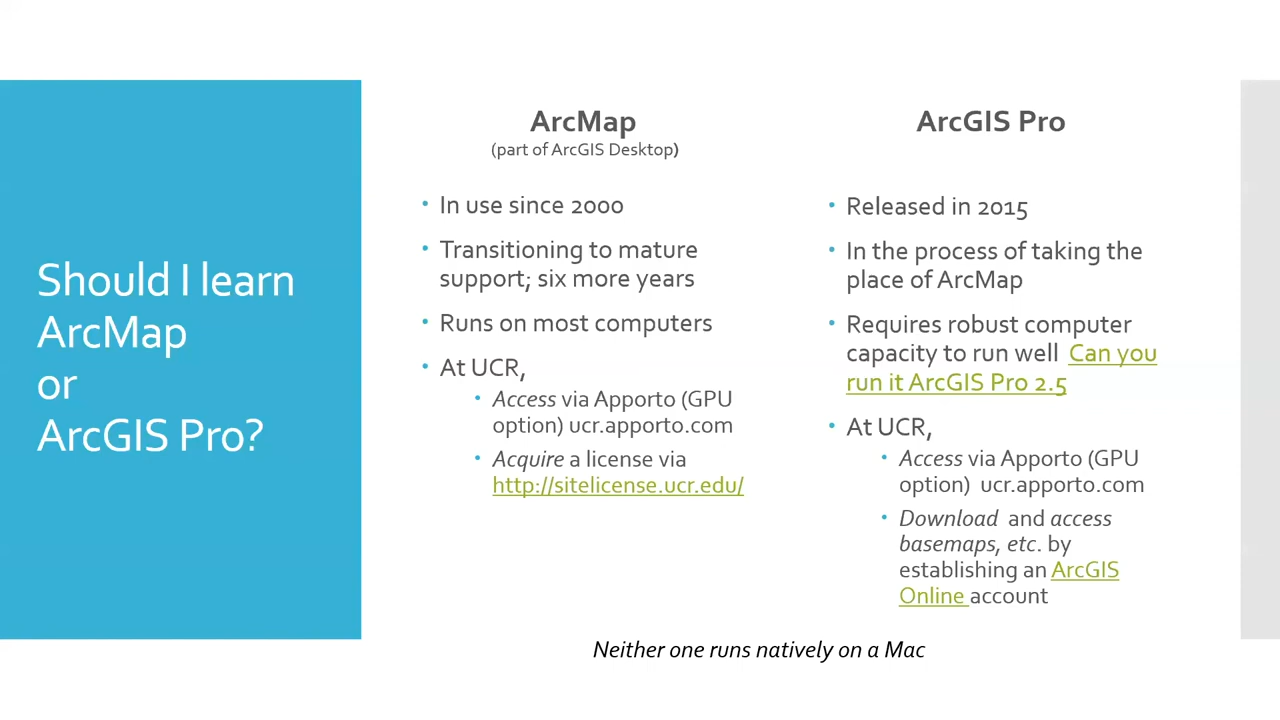 Should I learn
ArcMap
or
ArcGIS Pro?
ArcMap
(part of ArcGIS Desktop)
• In use since 2000
• Transitioning to mature
support; six more years
• Runs on most computers
• At UCR,
• Access via Apporto (GPU
option) ucr.apporto.com
• Acquire a license via
http://sitelicense.ucr.edu/
ArcGIS Pro
• Released in 2015
• In the process of taking the
place of ArcMap
• Requires robust computer
capacity to run well Can you
run it ArcGIS Pro 2.5
• At UCR,
• Access via Apporto (GPU
option) ucr.apporto.com
• Download and access
basemaps, etc. by
establishing an ArcGIS
Online account
Neither one runs natively on a Mac